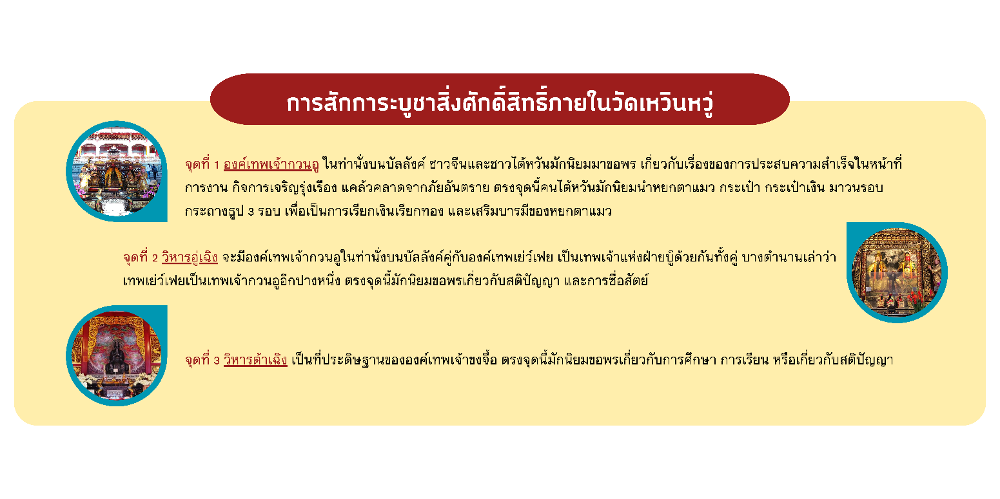 การสักการะบูชาสิ่งศักดิ์สิทธิ์ภายในวัดเหวินหวู่
จุดที่ 1 องค์เทพเจ้ากวนอู ในท่านั่งบนบัลลังค์ ชาวจีนและชาวไต้หวันมักนิยมมาขอพร เกี่ยวกับเรื่องของการประสบความสำเร็จในหน้าที่
การงาน กิจการเจริญรุ่งเรือง แคล้วคลาดจากภัยอันตราย ตรงจุดนี้คนไต้หวันมักนิยมนำหยกตาแมว กระเป๋า กระเป๋าเงิน มาวนรอบ
กระถางธูป 3 รอบ เพื่อเป็นการเรียกเงินเรียกทอง และเสริมบารมีของหยกตาแมว
จุดที่ 2 วิหารอู่เฉิง จะมีองค์เทพเจ้ากวนอูในท่านั่งบนบัลลังค์คู่กับองค์เทพเย่ว์เฟย เป็นเทพเจ้าแห่งฝ่ายบู๊ด้วยกันทั้งคู่ บางตำนานเล่าว่า
เทพเย่ว์เฟยเป็นเทพเจ้ากวนอูอีกปางหนึ่ง ตรงจุดนี้มักนิยมขอพรเกี่ยวกับสติปัญญา และการซื่อสัตย์
จุดที่ 3 วิหารต้าเฉิง เป็นที่ประดิษฐานขององค์เทพเจ้าขงจื้อ ตรงจุดนี้มักนิยมขอพรเกี่ยวกับการศึกษา การเรียน หรือเกี่ยวกับสติปัญญา